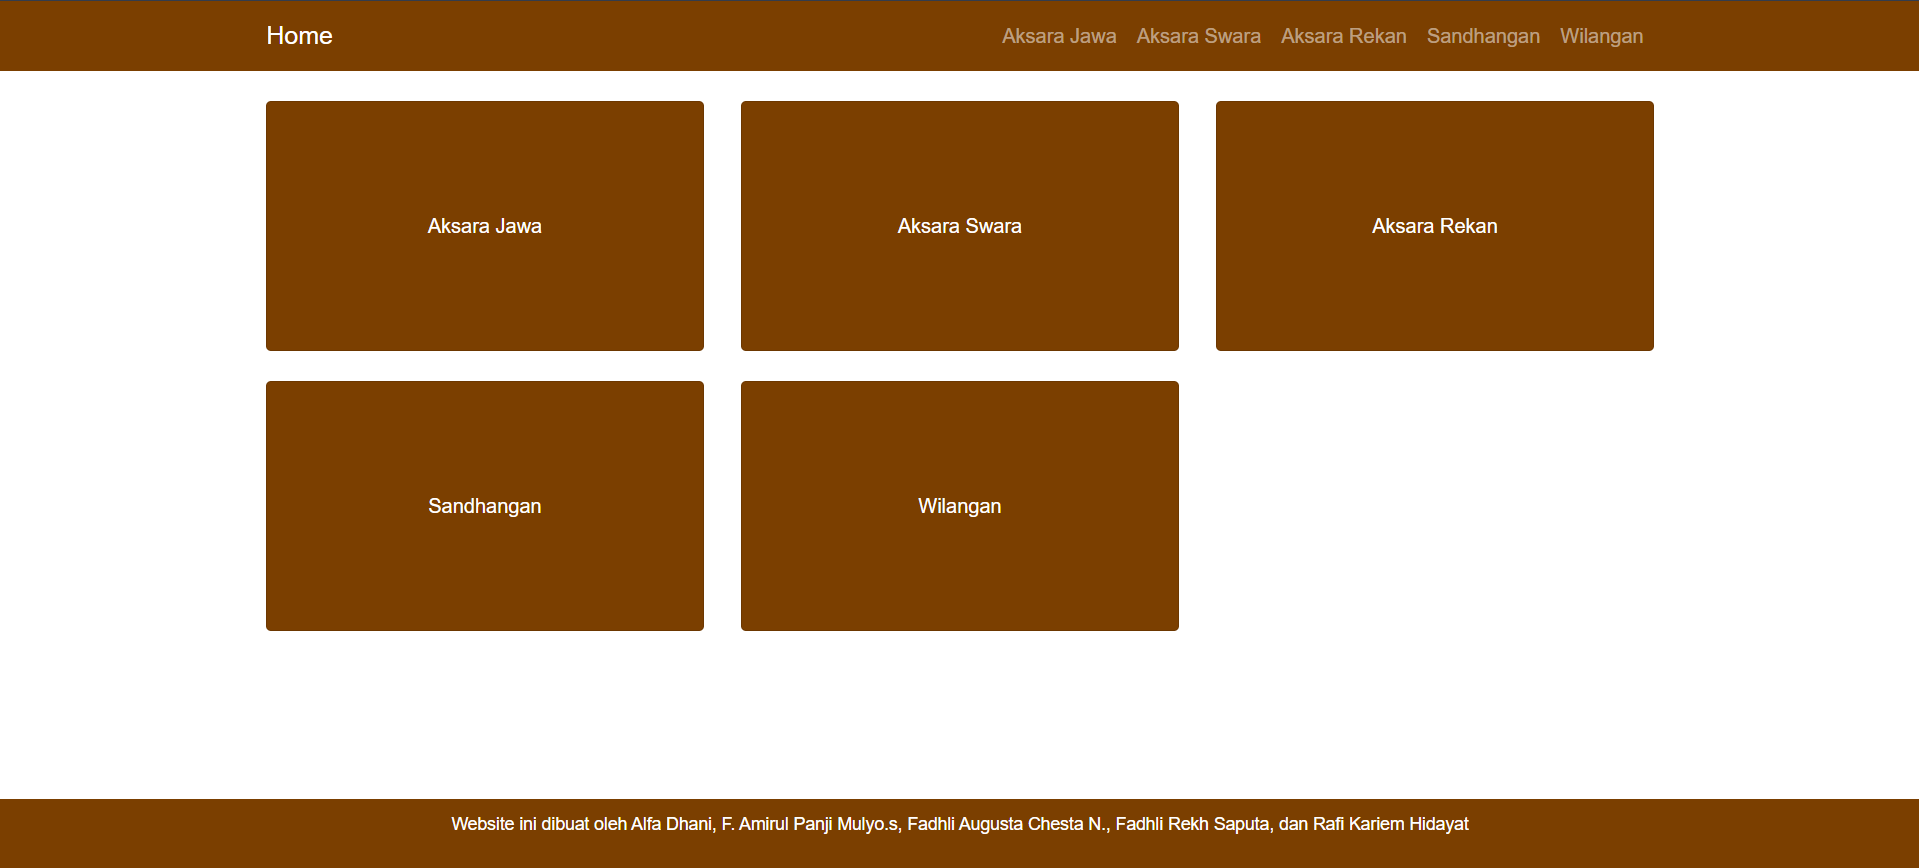 Home
Aksara Jawa Aksara Swara Aksara Rekan Sandhangan Wilangan
Aksara Jawa
Aksara Swara
Aksara Rekan
Sandhangan
Wilangan
Website ini dibuat oleh Alfa Dhani, F. Amirul Panji Mulyo.s, Fadhli Augusta Chesta N., Fadhli Rekh Saputa, dan Rafi Kariem Hidayat